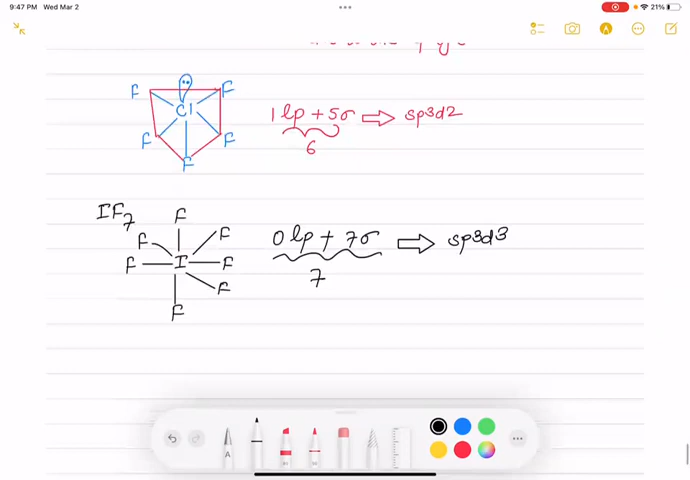 9:47 PM Wed Mar 2
21%
F F
Cl
F F
F
1 lp + 5σ ⇒ sp3d2
6
IF7
F
F F
F I F
F
F
0 lp + 7σ ⇒ sp3d3
7
A